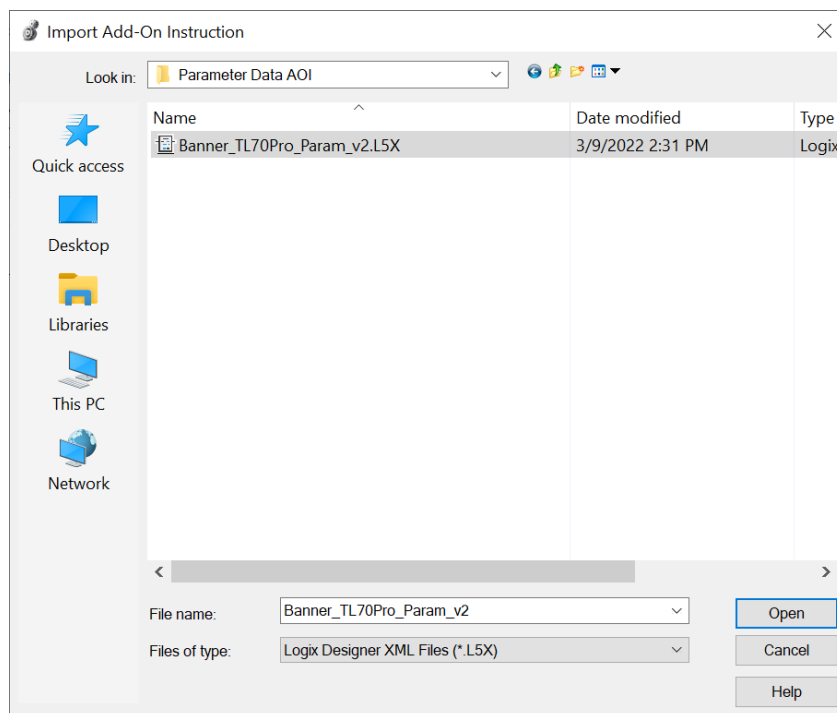 Import Add-On Instruction
Look in: Parameter Data AOI
Name Date modified Type
Banner_TL70Pro_Param_v2.L5X 3/9/2022 2:31 PM Logix
Quick access
Desktop
Libraries
This PC
Network
File name: Banner_TL70Pro_Param_v2 Open
Files of type: Logix Designer XML Files (*.L5X) Cancel
Help